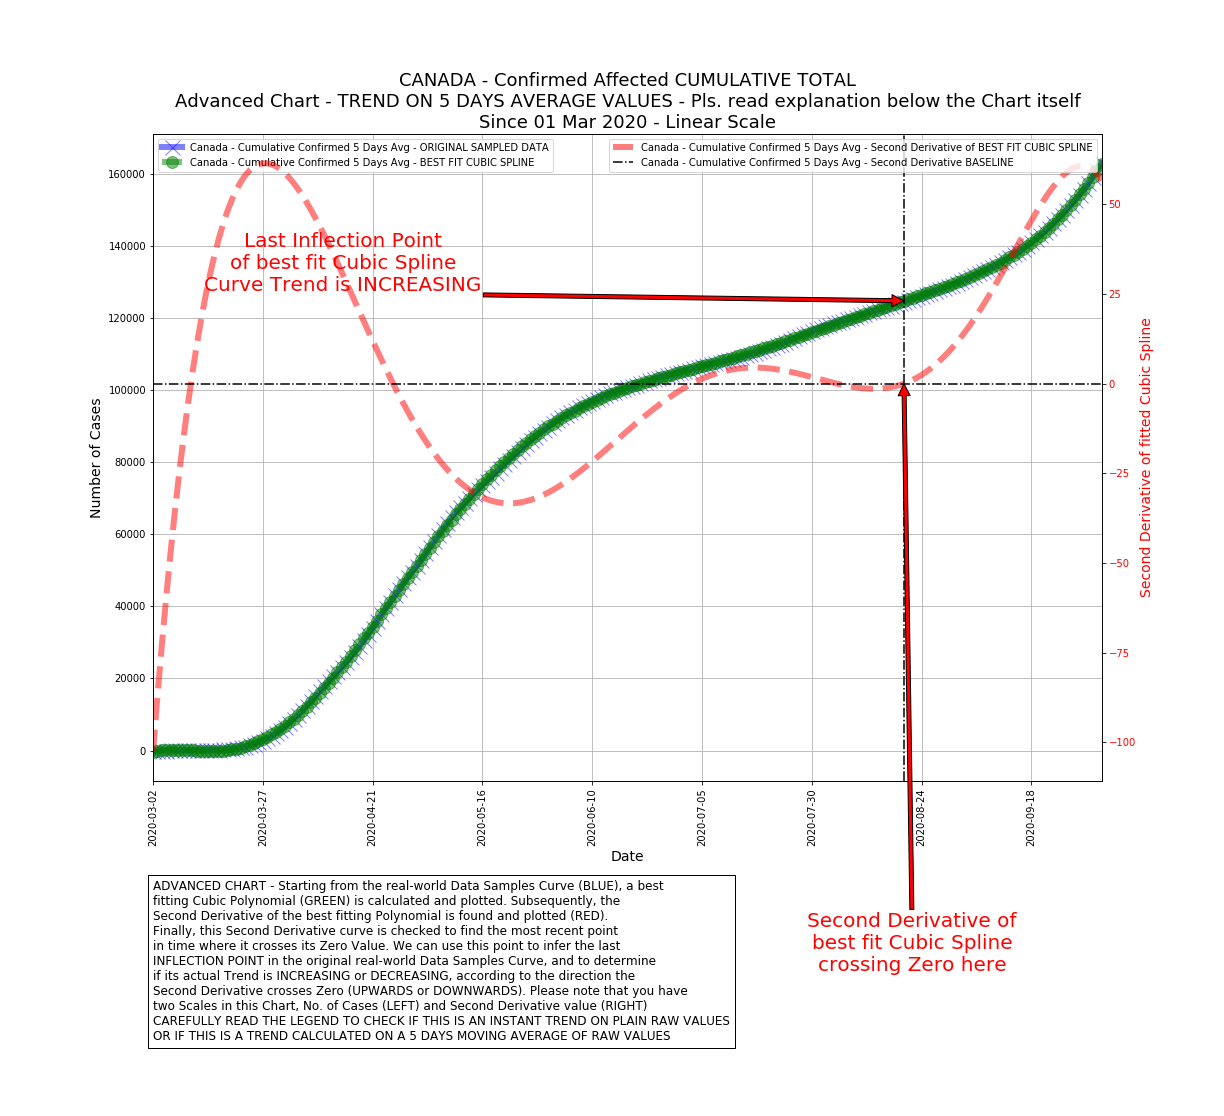 CANADA - Confirmed Affected CUMULATIVE TOTAL
Advanced Chart - TREND ON 5 DAYS AVERAGE VALUES - Pls. read explanation below the Chart itself
Since 01 Mar 2020 - Linear Scale
Canada - Cumulative Confirmed 5 Days Avg - ORIGINAL SAMPLED DATA
Canada - Cumulative Confirmed 5 Days Avg - BEST FIT CUBIC SPLINE
Canada - Cumulative Confirmed 5 Days Avg - Second Derivative of BEST FIT CUBIC SPLINE
Canada - Cumulative Confirmed 5 Days Avg - Second Derivative BASELINE
Last Inflection Point
of best fit Cubic Spline
Curve Trend is INCREASING
Number of Cases
160000
140000
120000
100000
80000
60000
40000
20000
0
50
25
0
−25
−50
−75
−100
Second Derivative of fitted Cubic Spline
2020-03-02
2020-03-27
2020-04-21
2020-05-16
2020-06-10
2020-07-05
2020-07-30
2020-08-24
2020-09-18
Date
ADVANCED CHART - Starting from the real-world Data Samples Curve (BLUE), a best
fitting Cubic Polynomial (GREEN) is calculated and plotted. Subsequently, the
Second Derivative of the best fitting Polynomial is found and plotted (RED).
Finally, this Second Derivative curve is checked to find the most recent point
in time where it crosses its Zero Value. We can use this point to infer the last
INFLECTION POINT in the original real-world Data Samples Curve, and to determine
if its actual Trend is INCREASING or DECREASING, according to the direction the
Second Derivative crosses Zero (UPWARDS or DOWNWARDS). Please note that you have
two Scales in this Chart, No. of Cases (LEFT) and Second Derivative value (RIGHT)
CAREFULLY READ THE LEGEND TO CHECK IF THIS IS AN INSTANT TREND ON PLAIN RAW VALUES
OR IF THIS IS A TREND CALCULATED ON A 5 DAYS MOVING AVERAGE OF RAW VALUES
Second Derivative of
best fit Cubic Spline
crossing Zero here